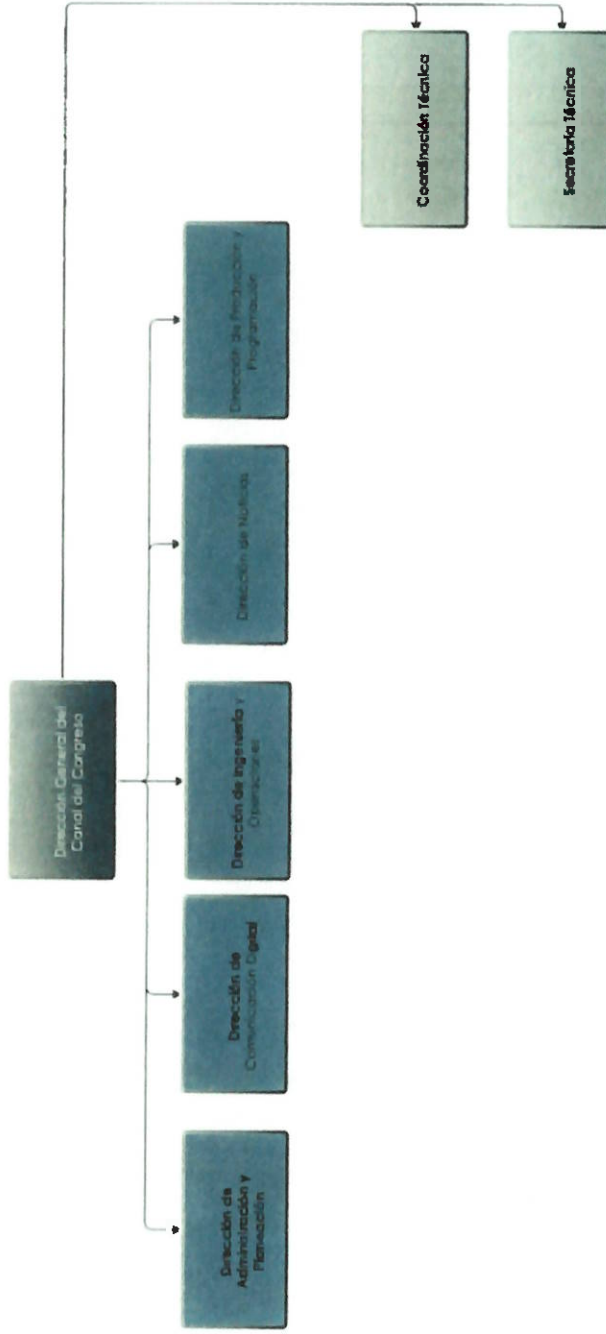 Dirección General del
Canal del Congreso
Dirección de
Administración y
Planeación
Dirección de
Comunicación Digital
Dirección de Ingeniería y
Operaciones
Dirección de Noticias
Dirección de Producción y
Programación
Coordinación Técnica
Secretaría Técnica